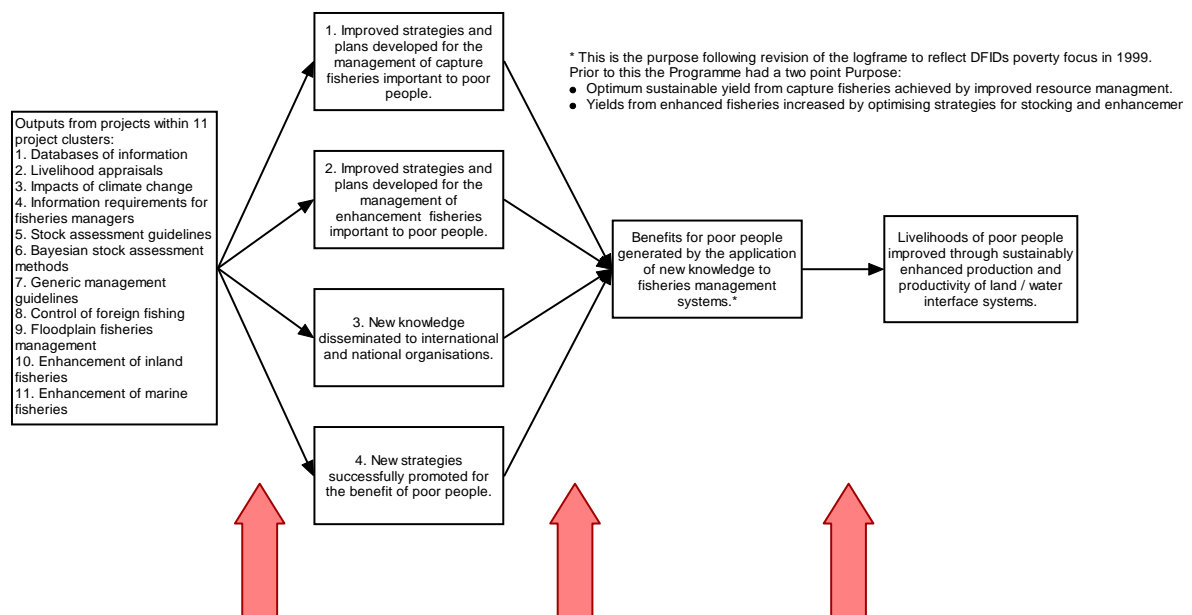 Outputs from projects within 11
project clusters:
1. Databases of information
2. Livelihood appraisals
3. Impacts of climate change
4. Information requirements for
fisheries managers
5. Stock assessment guidelines
6. Bayesian stock assessment
methods
7. Generic management
guidelines
8. Control of foreign fishing
9. Floodplain fisheries
management
10. Enhancement of inland
fisheries
11. Enhancement of marine
fisheries
1. Improved strategies and
plans developed for the
management of capture
fisheries important to poor
people.
2. Improved strategies and
plans developed for the
management of
enhancement fisheries
important to poor people.
3. New knowledge
disseminated to international
and national organisations.
4. New strategies
successfully promoted for
the benefit of poor people.
* This is the purpose following revision of the logframe to reflect DFIDs poverty focus in 1999.
Prior to this the Programme had a two point Purpose:
● Optimum sustainable yield from capture fisheries achieved by improved resource managment.
● Yields from enhanced fisheries increased by optimising strategies for stocking and enhancemen
Benefits for poor people
generated by the application
of new knowledge to
fisheries management
systems.*
Livelihoods of poor people
improved through sustainably
enhanced production and
productivity of land / water
interface systems.